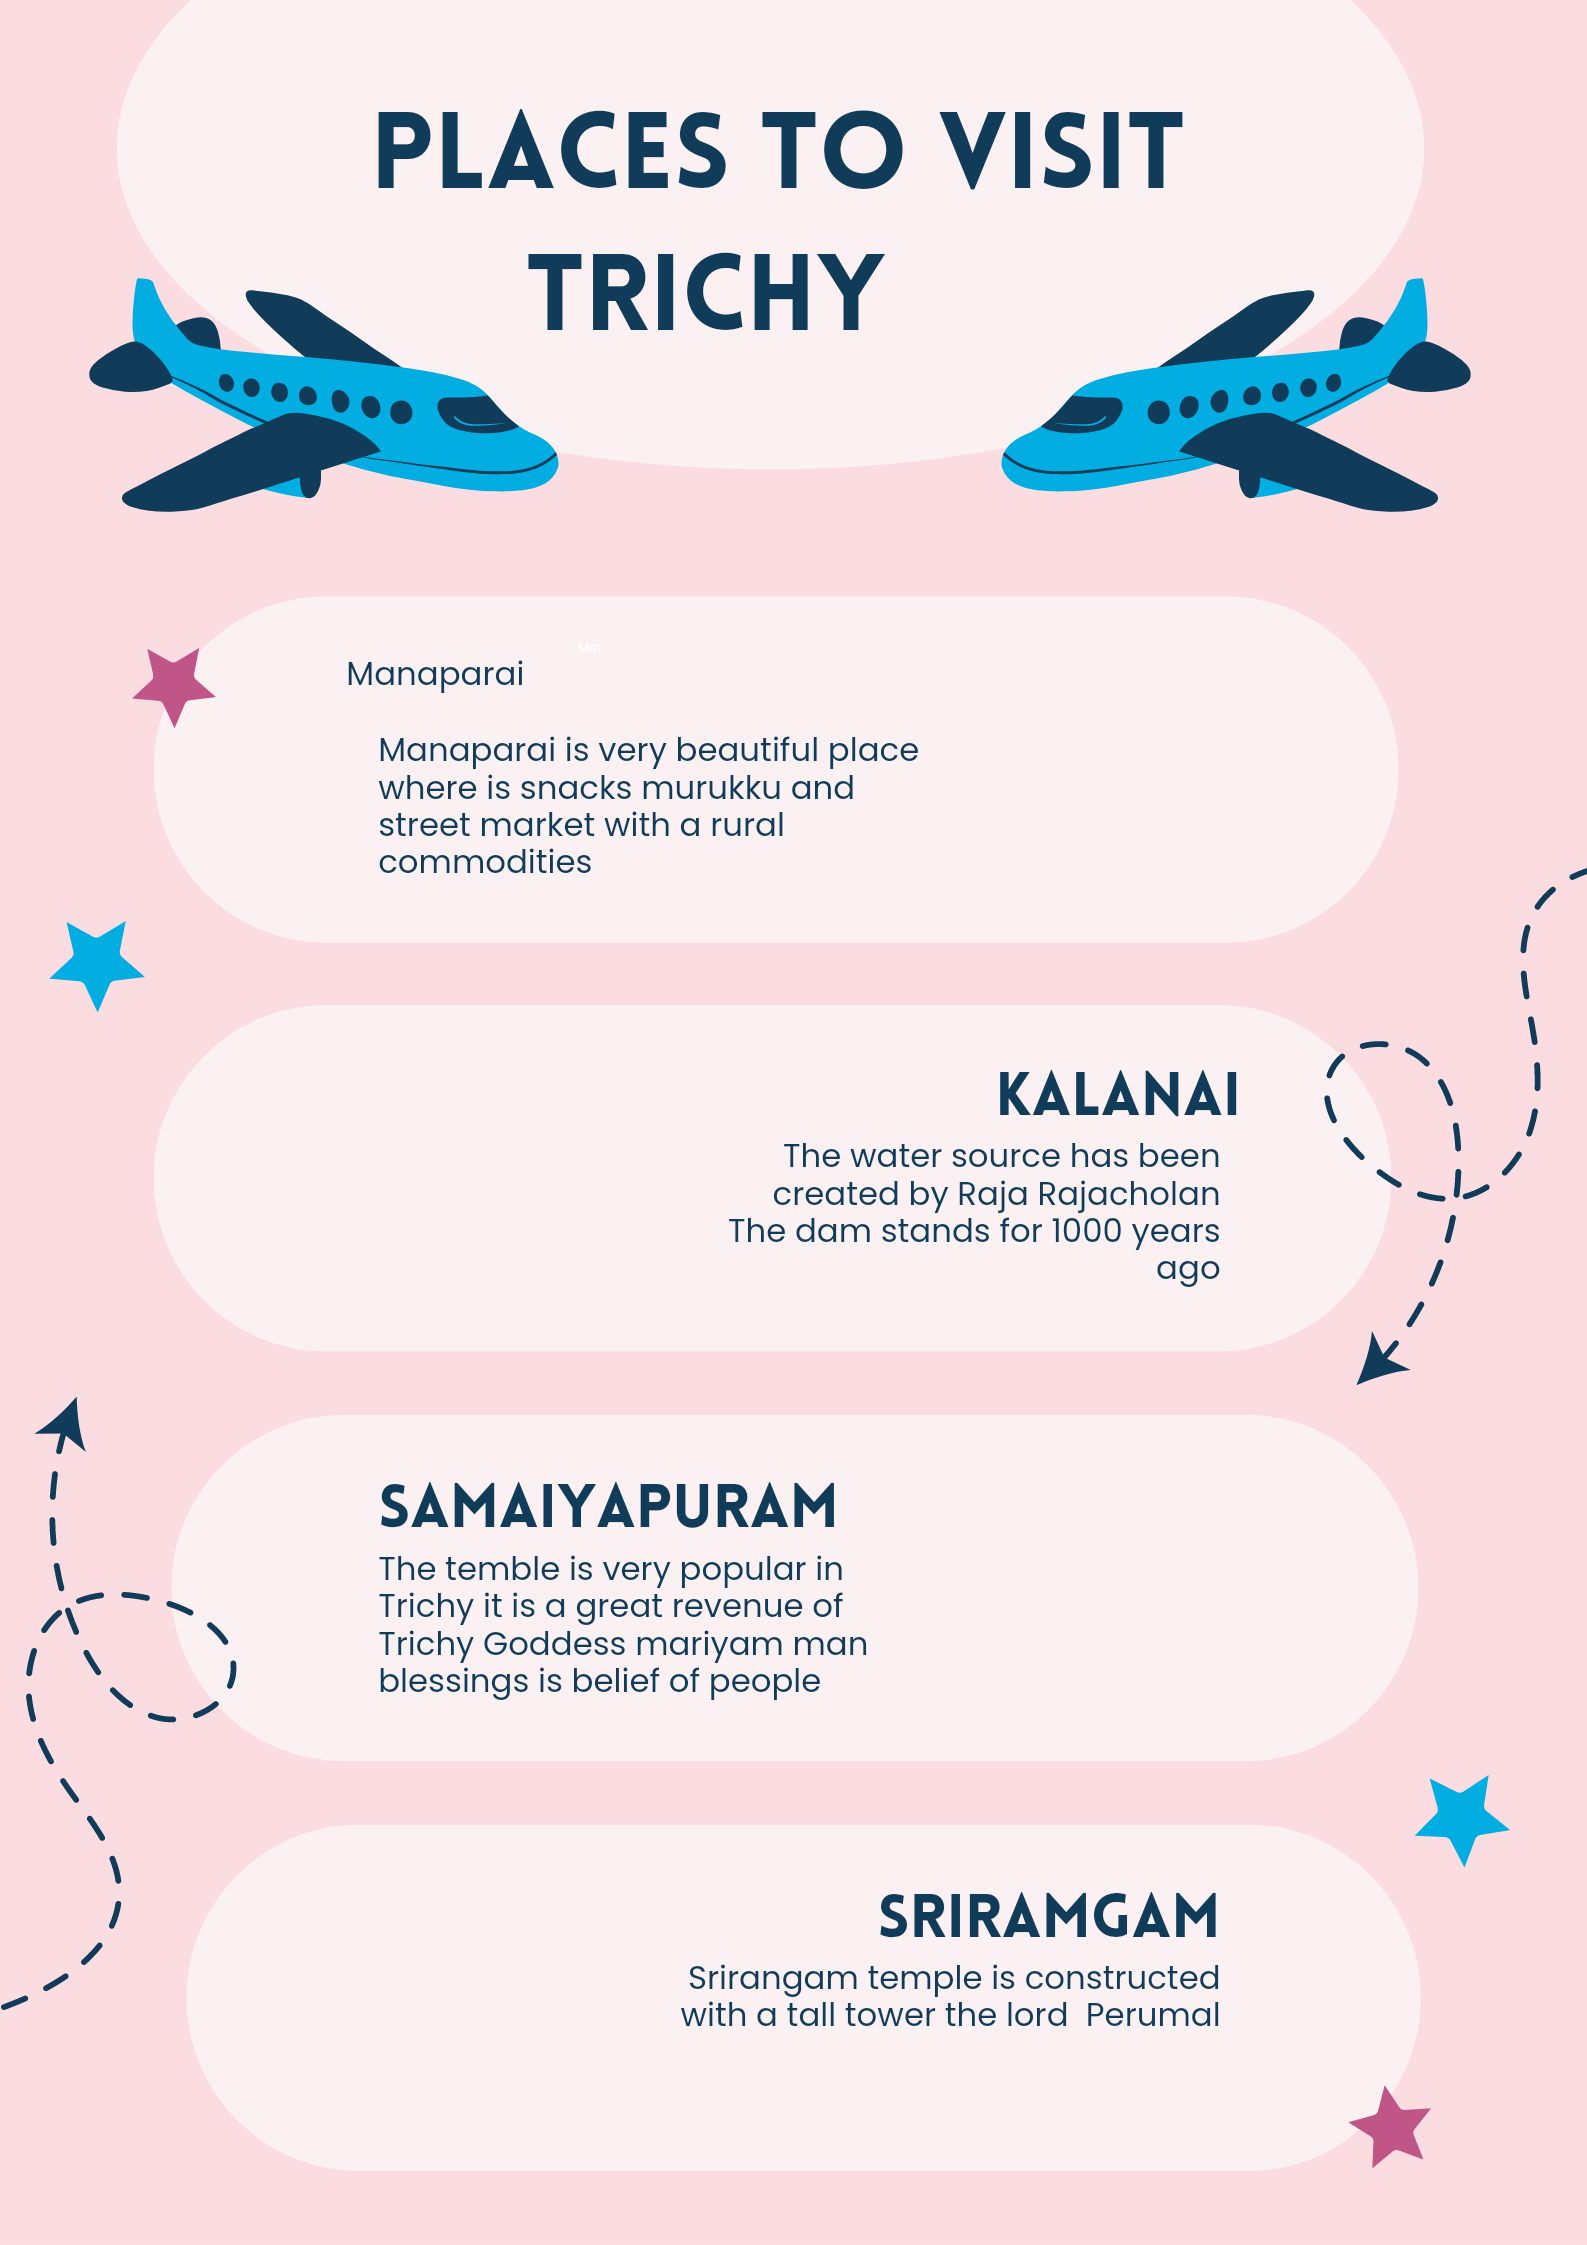 PLACES TO VISIT
TRICHY
Mm
Manaparai
Manaparai is very beautiful place
where is snacks murukku and
street market with a rural
commodities
KALANAI
The water source has been
created by Raja Rajacholan
The dam stands for 1000 years
ago
SAMAIYAPURAM
The temble is very popular in
Trichy it is a great revenue of
Trichy Goddess mariyam man
blessings is belief of people
SRIRAMGAM
Srirangam temple is constructed
with a tall tower the lord  Perumal